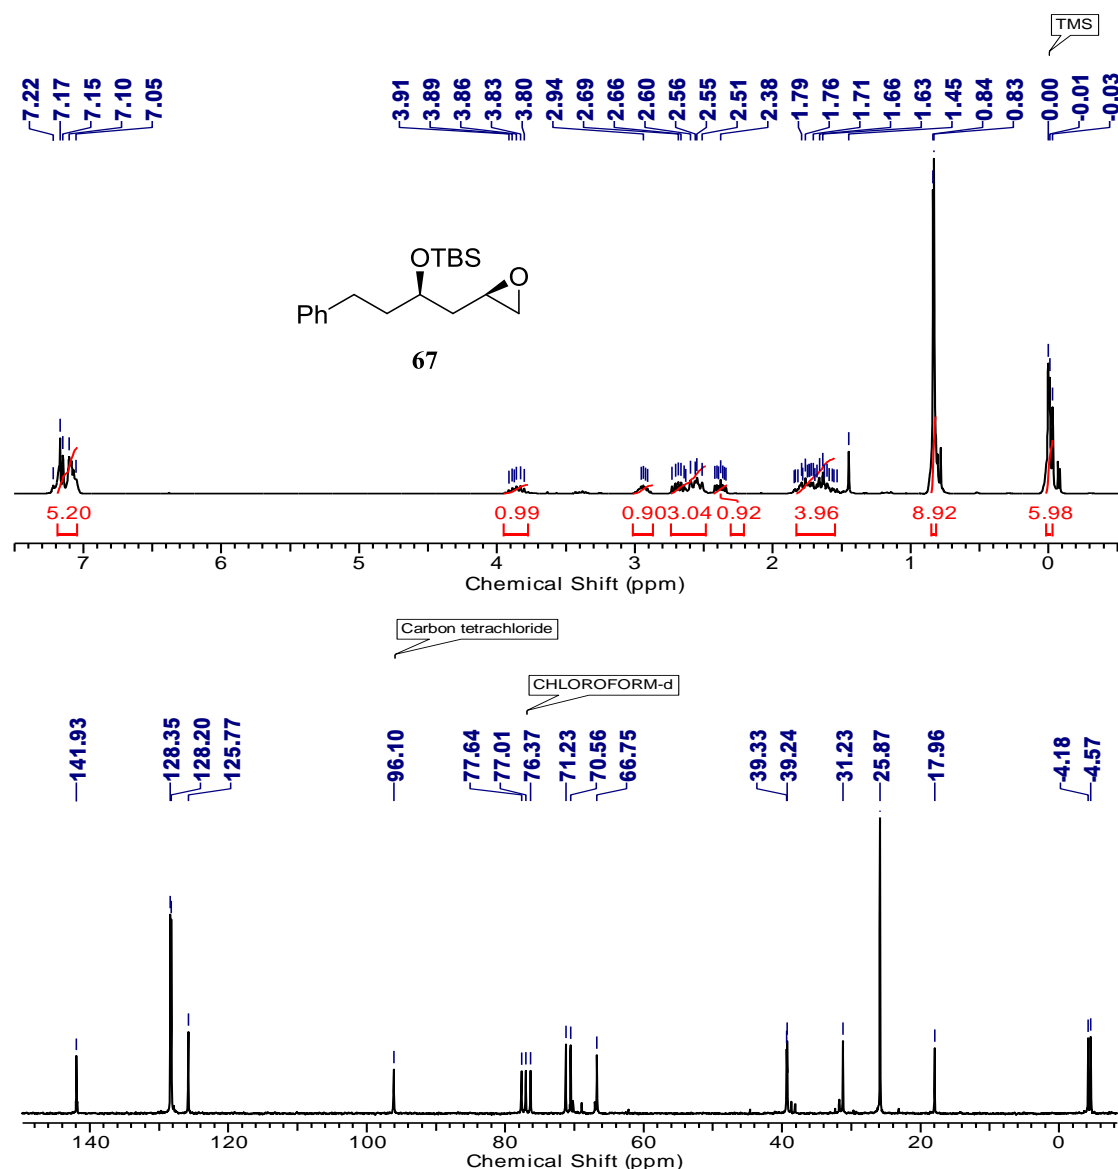 TMS
7.22 7.17 7.15 7.10 7.05 3.91 3.89 3.86 3.83 3.80 2.94 2.69 2.66 2.60 2.56 2.55 2.51 2.38 1.79 1.76 1.71 1.66 1.63 1.45 0.84 0.83 0.00 -0.01 -0.03
OTBS
O
Ph
67
5.20 0.99 0.90 3.04 0.92 3.96 8.92 5.98
7 6 5 4 3 2 1 0
Chemical Shift (ppm)
Carbon tetrachloride
CHLOROFORM-d
141.93 128.35 128.20 125.77 96.10 77.64 77.01 76.37 71.23 70.56 66.75 39.33 39.24 31.23 25.87 17.96 -4.18 -4.57
140 120 100 80 60 40 20 0
Chemical Shift (ppm)